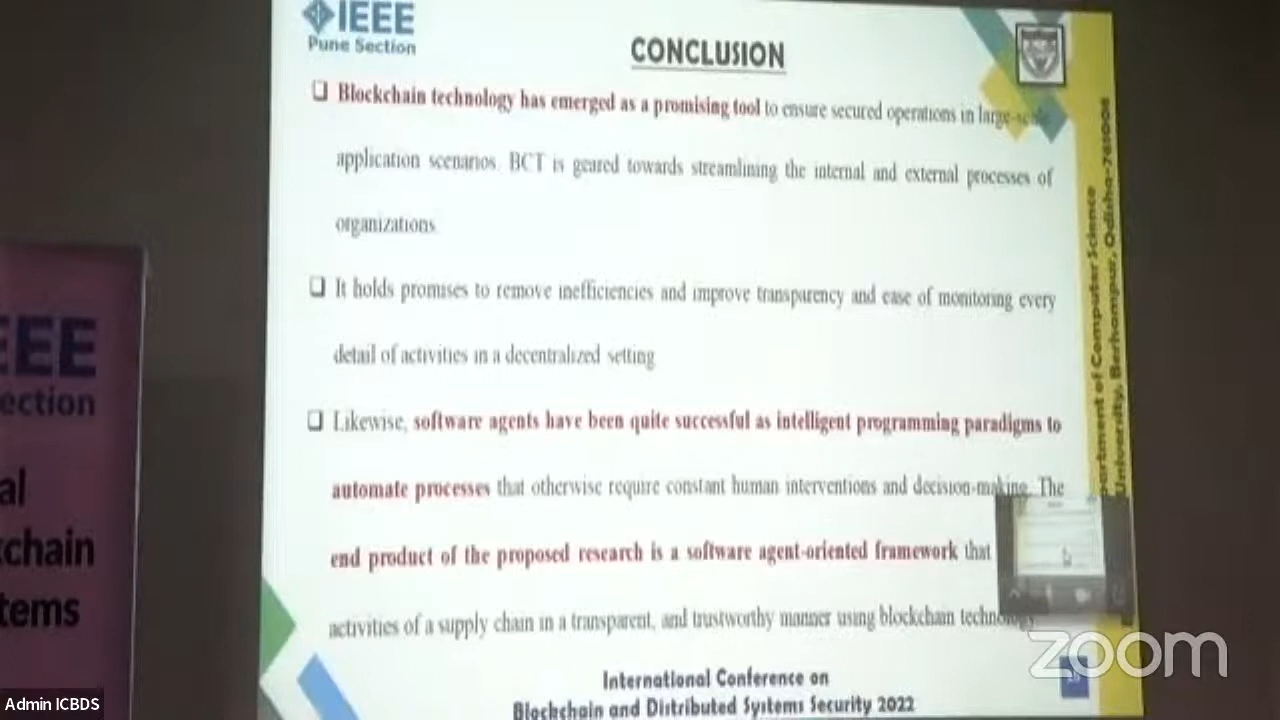 IEEE
Pune Section
CONCLUSION
❑ Blockchain technology has emerged as a promising tool to ensure secured operations in large-scale
application scenarios. BCT is geared towards streamlining the internal and external processes of
organizations.
❑ It holds promises to remove inefficiencies and improve transparency and ease of monitoring every
detail of activities in a decentralized setting
❑ Likewise, software agents have been quite successful as intelligent programming paradigms to
automate processes that otherwise require constant human interventions and decision-making. The
end product of the proposed research is a software agent-oriented framework that
activities of a supply chain in a transparent, and trustworthy manner using blockchain technology
International Conference on
Blockchain and Distributed Systems Security 2022
partment of Computer Science
University, Berhampur, Odisha-761008
EEE
ection
al
chain
tems
zoom
Admin ICBDS